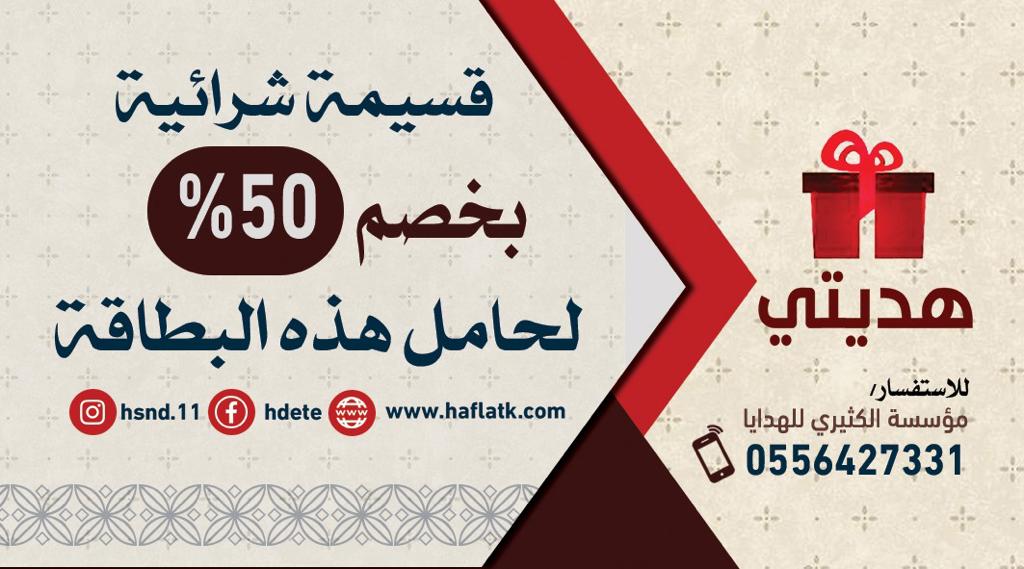 قسيمة شرائية
بخصم 50%
لحامل هذه البطاقة
hsnd.11 hdete www www.haflatk.com
هديتي
للاستفسار/
مؤسسة الكثيري للهدايا
0556427331